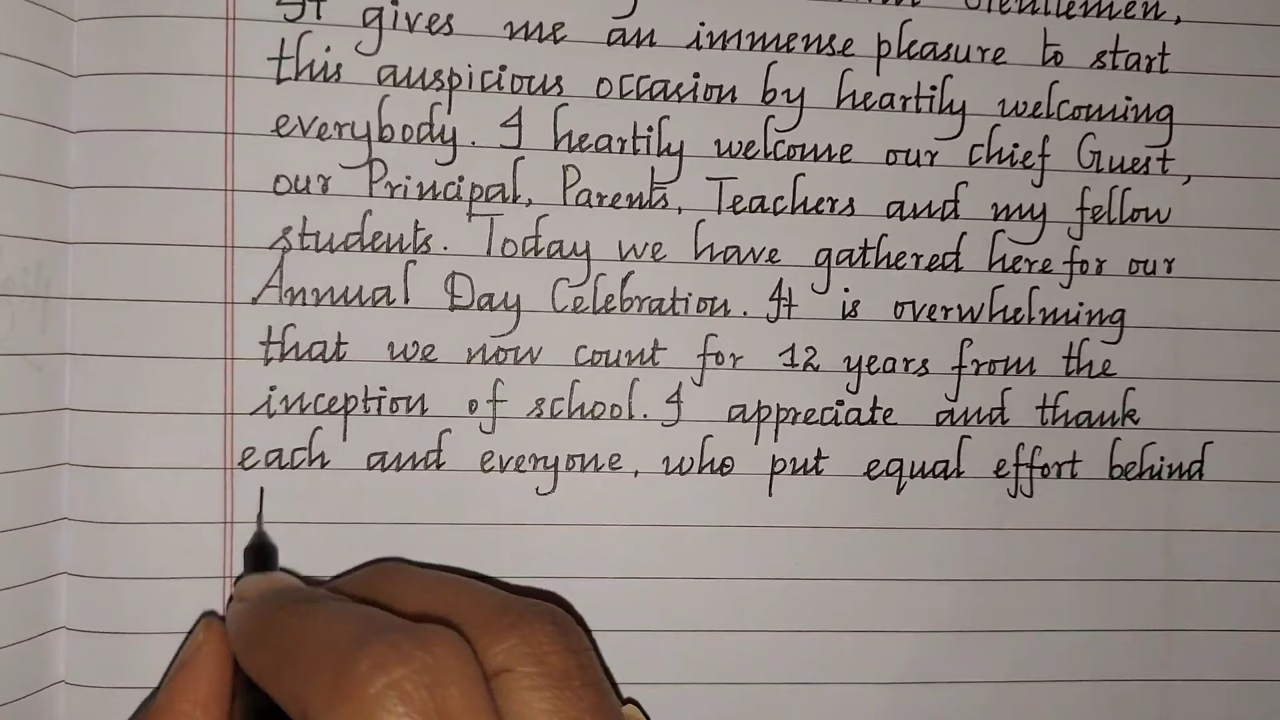 Gentlemen,
It gives me an immense pleasure to start
this auspicious occasion by heartily welcoming
everybody. I heartily welcome our chief Guest,
our Principal, Parents, Teachers and my fellow
students. Today we have gathered here for our
Annual Day Celebration. It is overwhelming
that we now count for 12 years from the
inception of school. I appreciate and thank
each and everyone, who put equal effort behind